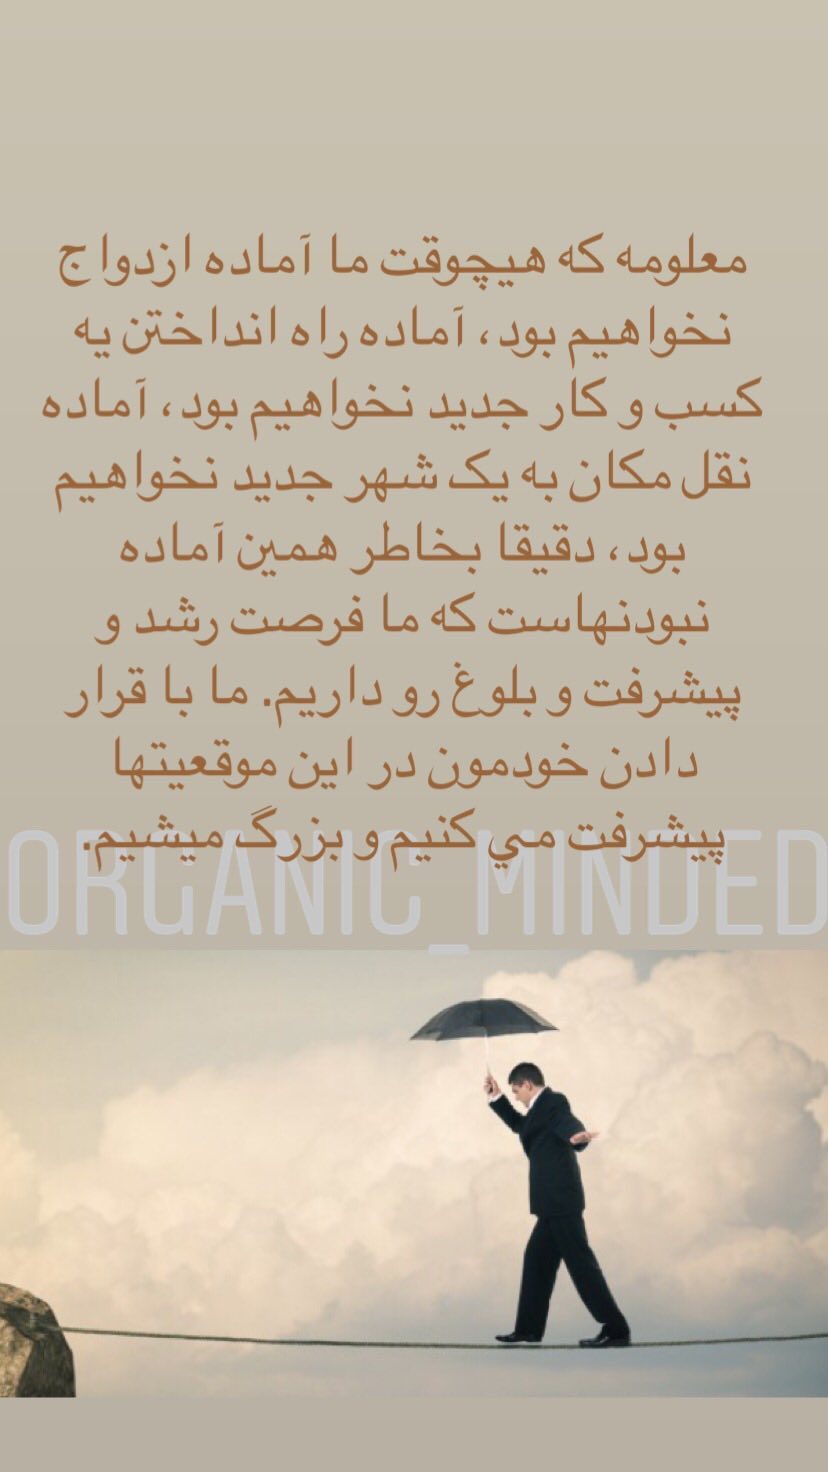 معلومه که هیچوقت ما آماده ازدواج
نخواهیم بود، آماده راه انداختن یه
کسب و کار جدید نخواهیم بود، آماده
نقل مکان به یک شهر جدید نخواهیم
بود، دقیقا بخاطر همین آماده
نبودنهاست که ما فرصت رشد و
پیشرفت و بلوغ رو داریم. ما با قرار
دادن خودمون در این موقعیتها
پیشرفت مي کنیم و بزرگ میشیم.
ORGANIC_MINDED